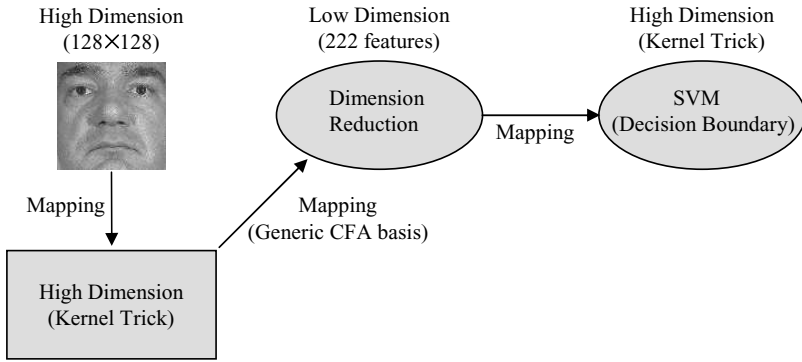 High Dimension
(128×128)
Mapping
High Dimension
(Kernel Trick)
Mapping
(Generic CFA basis)
Low Dimension
(222 features)
Dimension
Reduction
Mapping
High Dimension
(Kernel Trick)
SVM
(Decision Boundary)